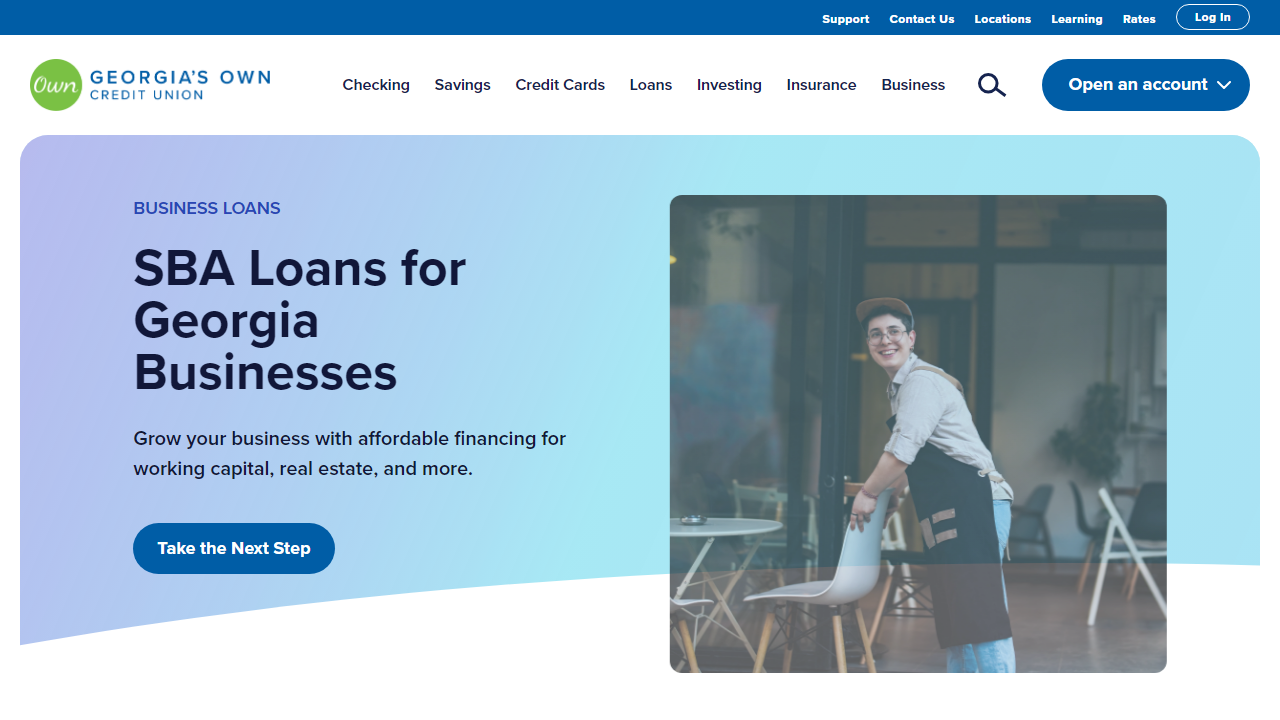 Support Contact Us Locations Learning Rates Log In
Own GEORGIA'S OWN
CREDIT UNION
Checking Savings Credit Cards Loans Investing Insurance Business Open an account
BUSINESS LOANS
SBA Loans for
Georgia
Businesses
Grow your business with affordable financing for
working capital, real estate, and more.
Take the Next Step